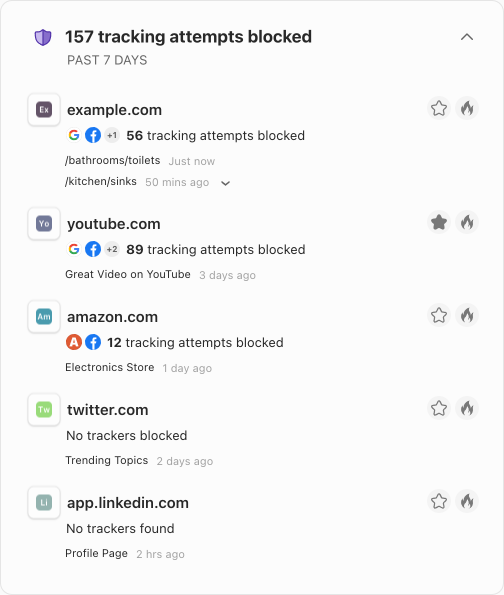 157 tracking attempts blocked
PAST 7 DAYS
Ex example.com
G f +1 56 tracking attempts blocked
/bathrooms/toilets Just now
/kitchen/sinks 50 mins ago
Yo youtube.com
G f +2 89 tracking attempts blocked
Great Video on YouTube 3 days ago
Am amazon.com
A f 12 tracking attempts blocked
Electronics Store 1 day ago
Tw twitter.com
No trackers blocked
Trending Topics 2 days ago
Li app.linkedin.com
No trackers found
Profile Page 2 hrs ago